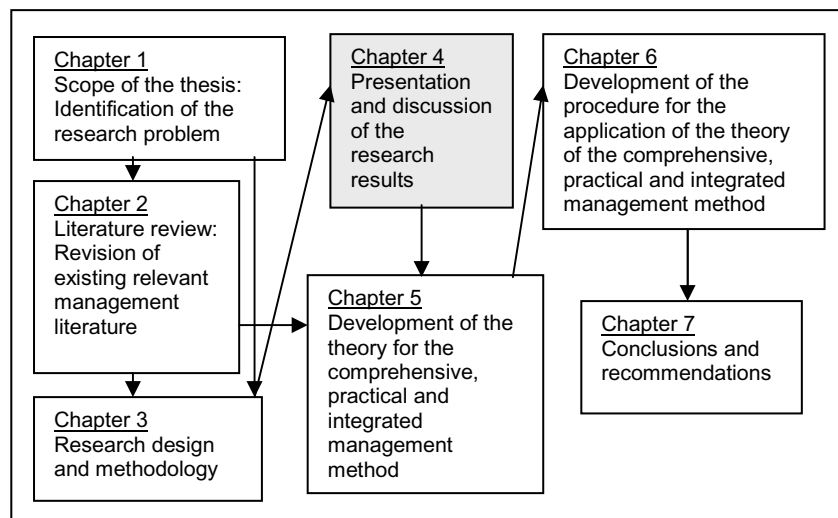 Chapter 1
Scope of the thesis:
Identification of the
research problem
Chapter 2
Literature review:
Revision of
existing relevant
management
literature
Chapter 3
Research design
and methodology
Chapter 4
Presentation
and discussion
of the
research
results
Chapter 5
Development of the
theory for the
comprehensive,
practical and
integrated
management
method
Chapter 6
Development of the
procedure for the
application of the theory
of the comprehensive,
practical and integrated
management method
Chapter 7
Conclusions and
recommendations